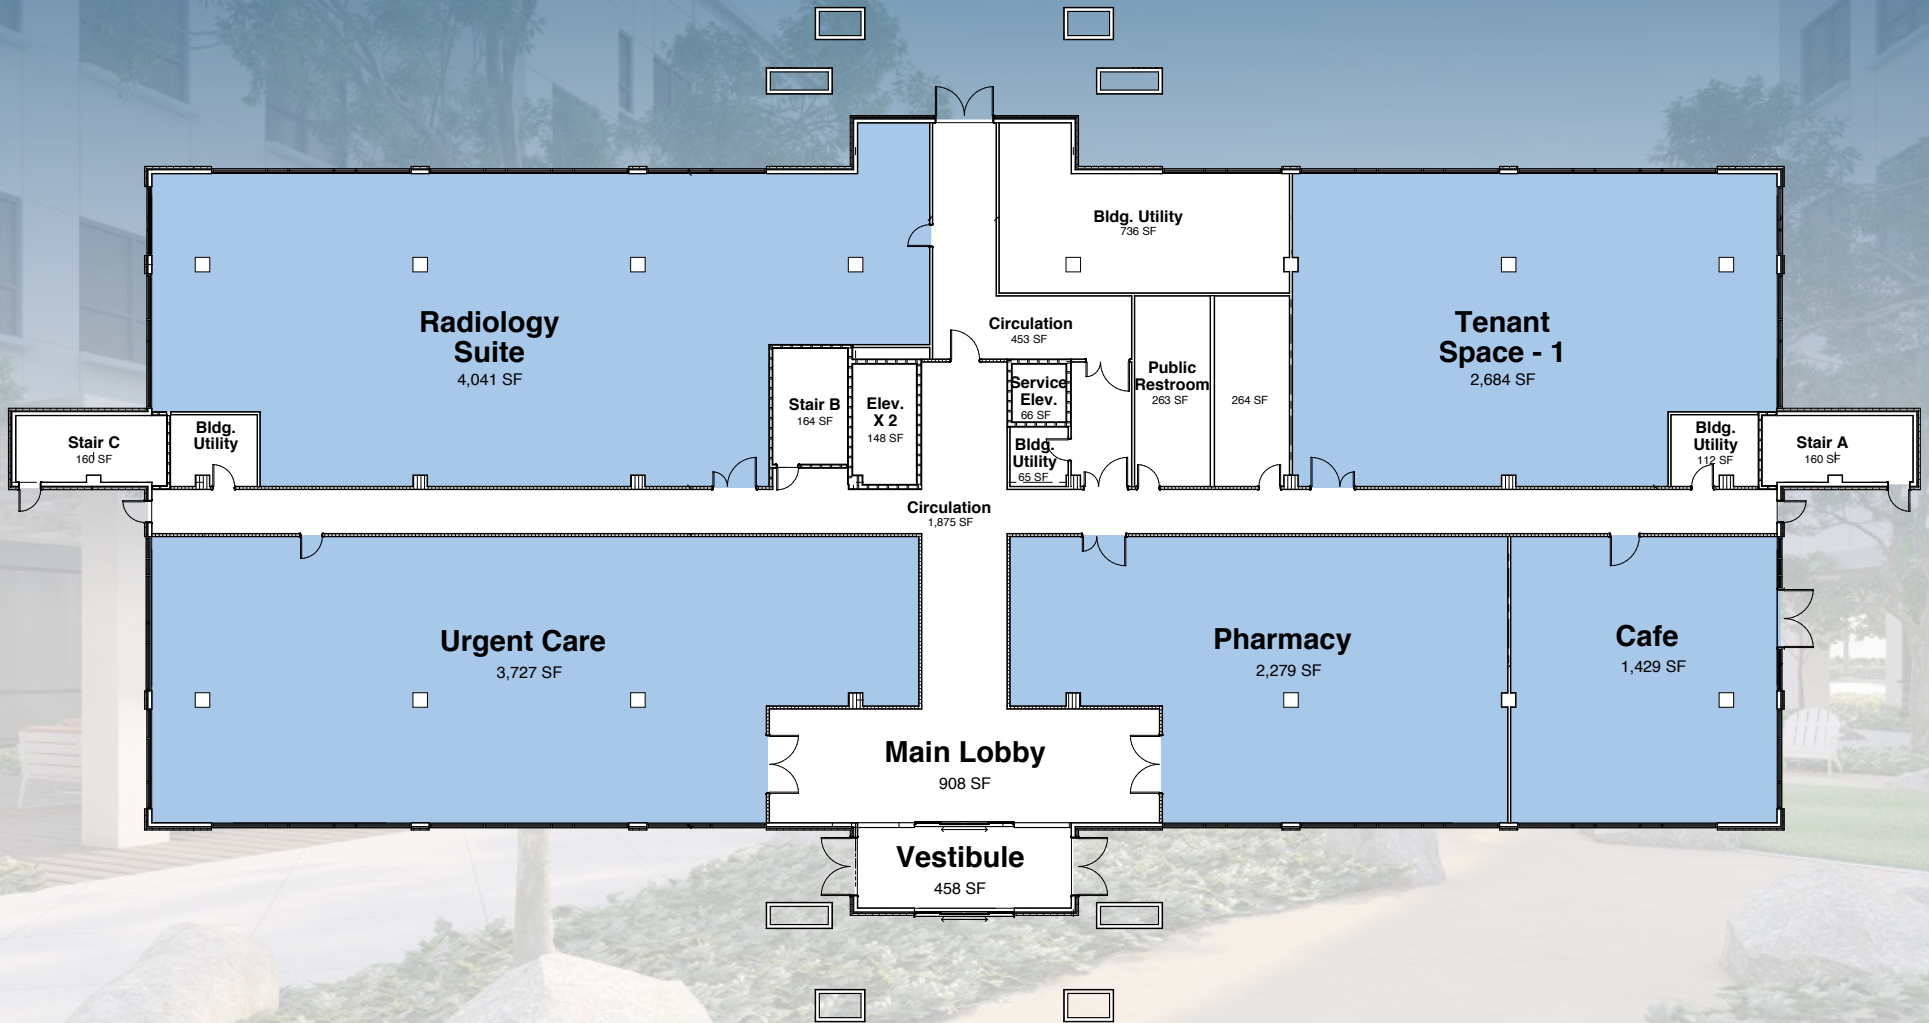 Bldg. Utility
736 SF
Radiology
Suite
4,041 SF
Circulation
453 SF
Tenant
Space - 1
2,684 SF
Public
Restroom
263 SF
264 SF
Service
Elev.
66 SF
Stair B
164 SF
Elev.
X 2
148 SF
Bldg.
Utility
65 SF
Stair C
160 SF
Bldg.
Utility
Bldg.
Utility
112 SF
Stair A
160 SF
Circulation
1,875 SF
Urgent Care
3,727 SF
Pharmacy
2,279 SF
Cafe
1,429 SF
Main Lobby
908 SF
Vestibule
458 SF